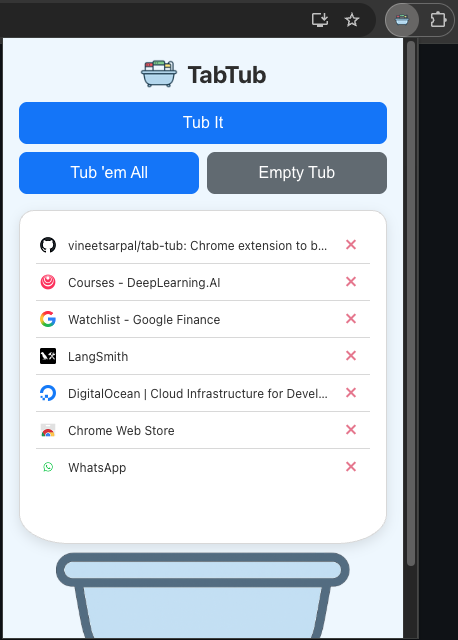 TabTub
Tub It
Tub 'em All
Empty Tub
vineetsarpal/tab-tub: Chrome extension to b...
Courses - DeepLearning.AI
Watchlist - Google Finance
LangSmith
DigitalOcean | Cloud Infrastructure for Devel...
Chrome Web Store
WhatsApp